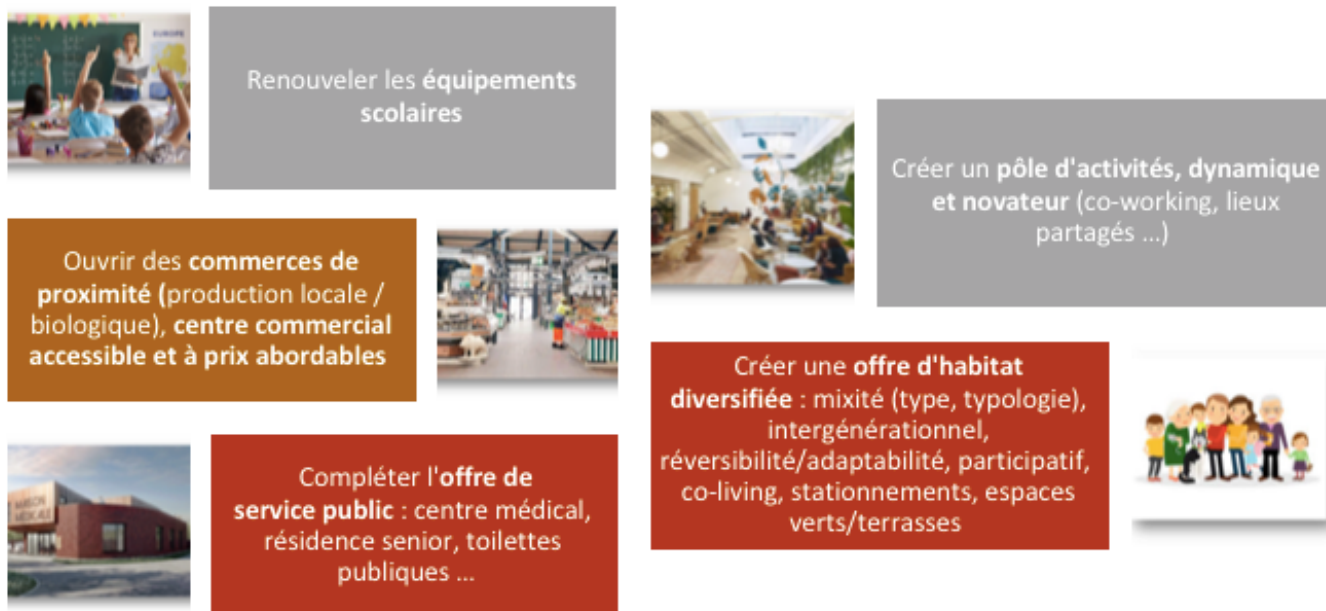 EUROPE
Renouveler les équipements
scolaires
Ouvrir des commerces de
proximité (production locale /
biologique), centre commercial
accessible et à prix abordables
MAISON
MÉDICALE
Compléter l'offre de
service public : centre médical,
résidence senior, toilettes
publiques ...
Créer un pôle d'activités, dynamique
et novateur (co-working, lieux
partagés ...)
Créer une offre d'habitat
diversifiée : mixité (type, typologie),
intergénérationnel,
réversibilité/adaptabilité, participatif,
co-living, stationnements, espaces
verts/terrasses